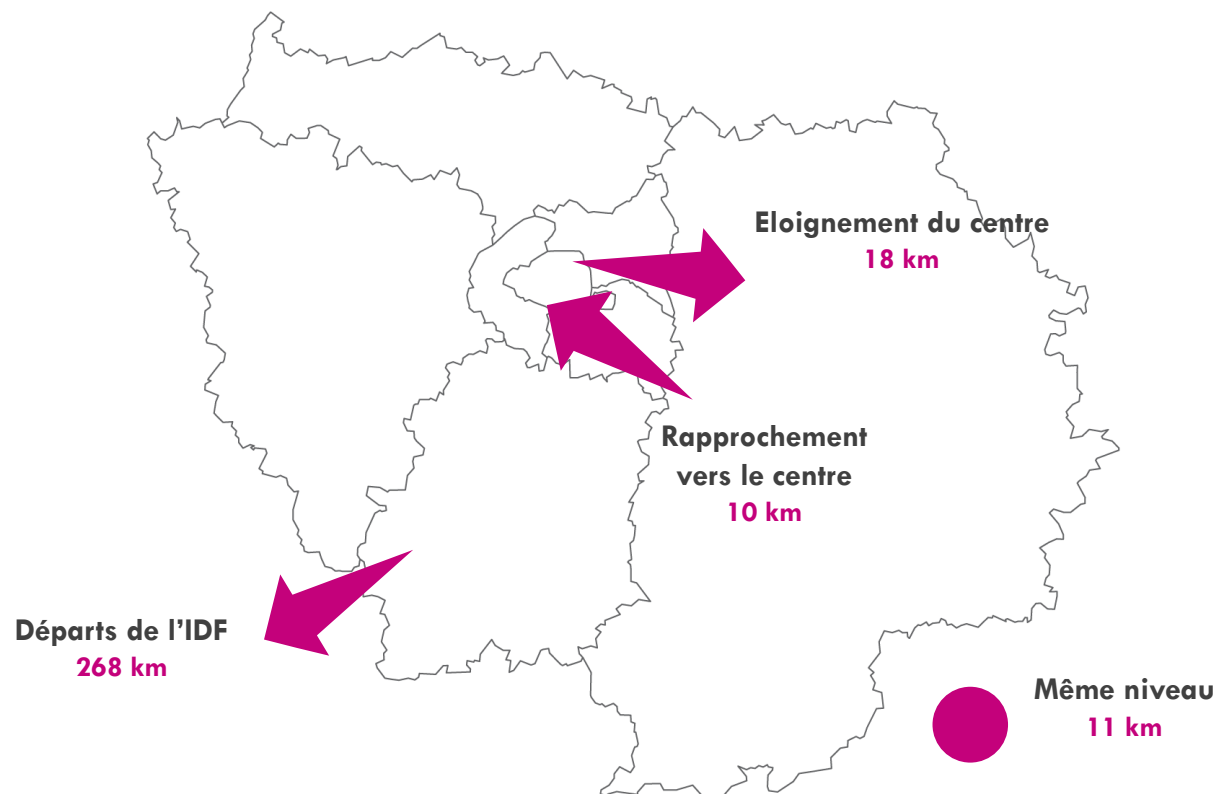 Eloignement du centre
18 km
Rapprochement
vers le centre
10 km
Départs de l'IDF
268 km
Même niveau
11 km